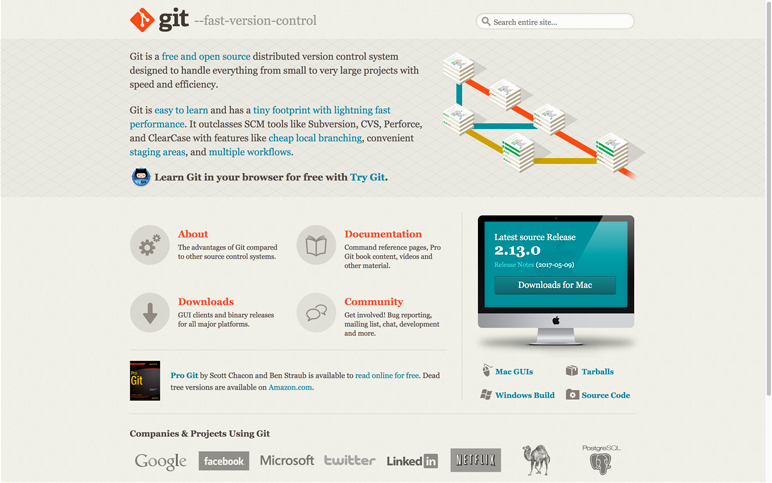 git --fast-version-control
Search entire site...
Git is a free and open source distributed version control system
designed to handle everything from small to very large projects with
speed and efficiency.
Git is easy to learn and has a tiny footprint with lightning fast
performance. It outclasses SCM tools like Subversion, CVS, Perforce,
and ClearCase with features like cheap local branching, convenient
staging areas, and multiple workflows.
Learn Git in your browser for free with Try Git.
About
The advantages of Git compared
to other source control systems.
Documentation
Command reference pages, Pro
Git book content, videos and
other material.
Downloads
GUI clients and binary releases
for all major platforms.
Community
Get involved! Bug reporting,
mailing list, chat, development
and more.
Latest source Release
2.13.0
Release Notes (2017-05-09)
Downloads for Mac
Pro
Git
Pro Git by Scott Chacon and Ben Straub is available to read online for free. Dead
tree versions are available on Amazon.com.
Mac GUIs
Tarballs
Windows Build
Source Code
Companies & Projects Using Git
Google
facebook
Microsoft
twitter
Linked in
NETFLIX
PostgreSQL